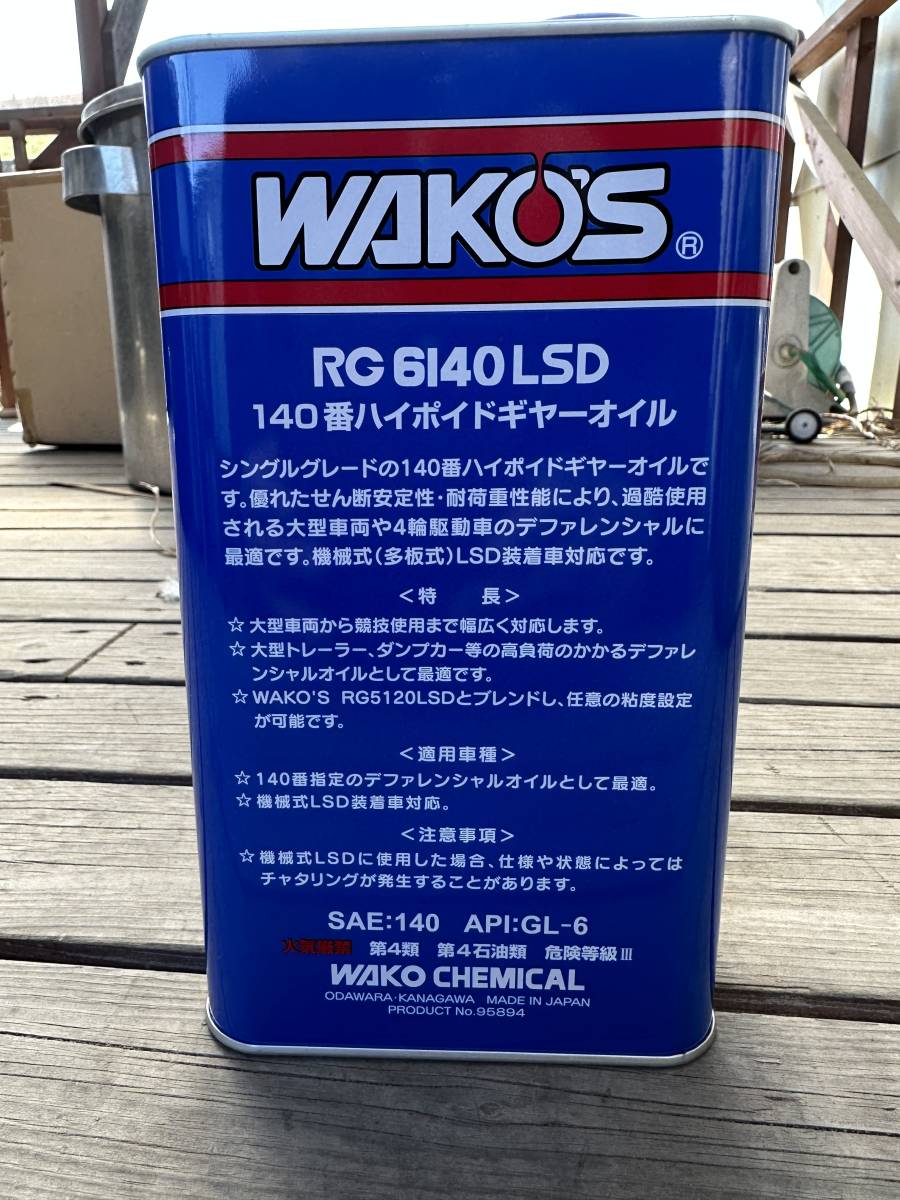 WAKO'S®
RG 6140 LSD
140番ハイポイドギヤーオイル
シングルグレードの140番ハイポイドギヤーオイルで
す。優れたせん断安定性・耐荷重性能により、過酷使用
される大型車両や4輪駆動車のデファレンシャルに
最適です。機械式(多板式)LSD装着車対応です。
<特 長>
☆大型車両から競技使用まで幅広く対応します。
☆大型トレーラー、ダンプカー等の高負荷のかかるデファレ
ンシャルオイルとして最適です。
☆WAKO'S RG5120LSDとブレンドし、任意の粘度設定
が可能です。
<適用車種>
☆140番指定のデファレンシャルオイルとして最適。
☆機械式LSD装着車対応。
<注意事項>
☆機械式LSDに使用した場合、仕様や状態によっては
チャタリングが発生することがあります。
SAE:140 API:GL-6
火気厳禁 第4類 第4石油類 危険等級Ⅲ
WAKO CHEMICAL
ODAWARA·KANAGAWA MADE IN JAPAN
PRODUCT No.95894